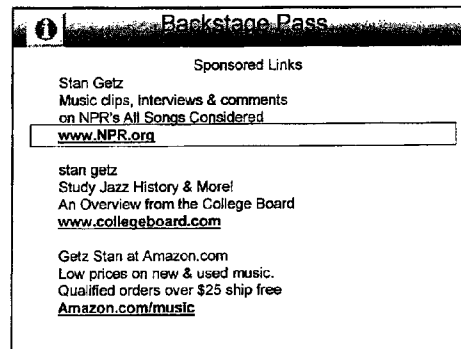 Backstage Pass
Sponsored Links
Stan Getz
Music clips, Interviews & comments
on NPR's All Songs Considered
www.NPR.org
stan getz
Study Jazz History & More!
An Overview from the College Board
www.collegeboard.com
Getz Stan at Amazon.com
Low prices on new & used music.
Qualified orders over $25 ship free
Amazon.com/music